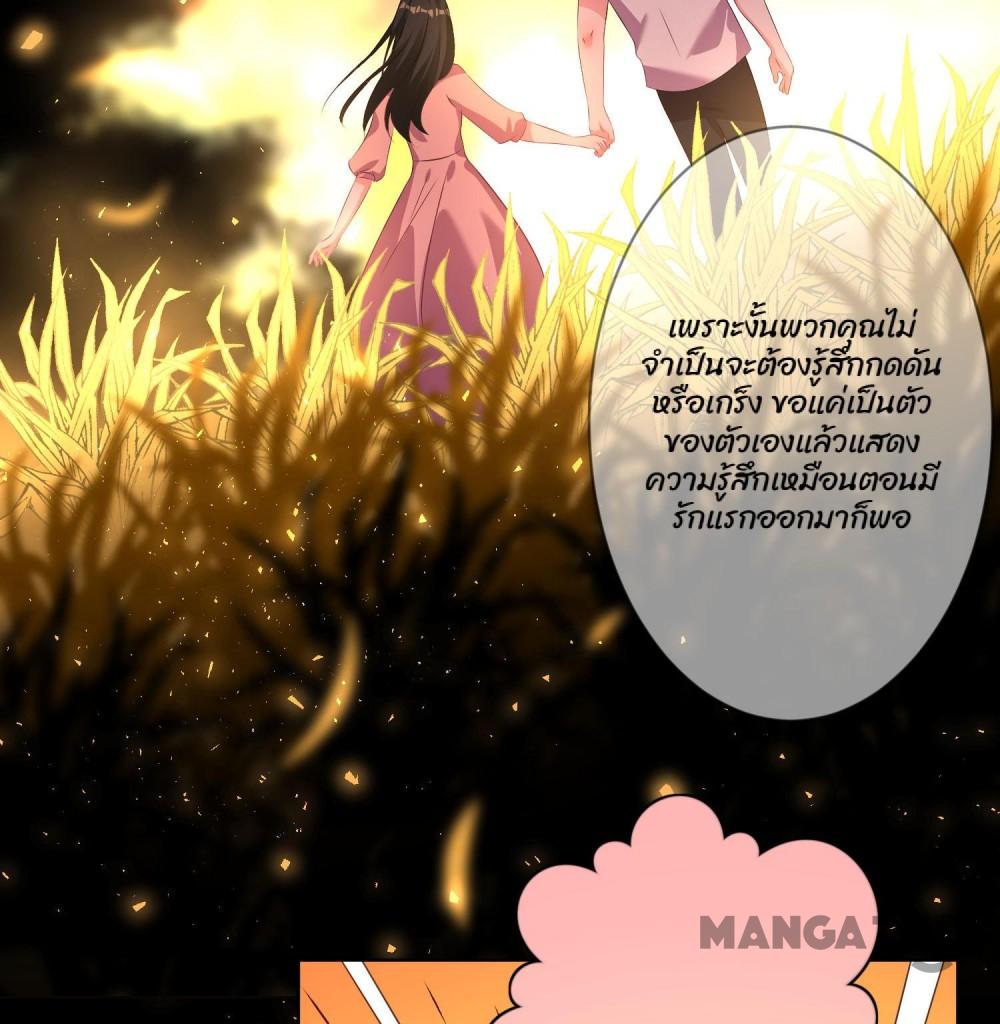 เพราะงั้นพวกคุณไม่
จำเป็นจะต้องรู้สึกกดดัน
หรือเกร็ง ขอแค่เป็นตัว
ของตัวเองแล้วแสดง
ความรู้สึกเหมือนตอนมี
รักแรกออกมาก็พอ
MANGA